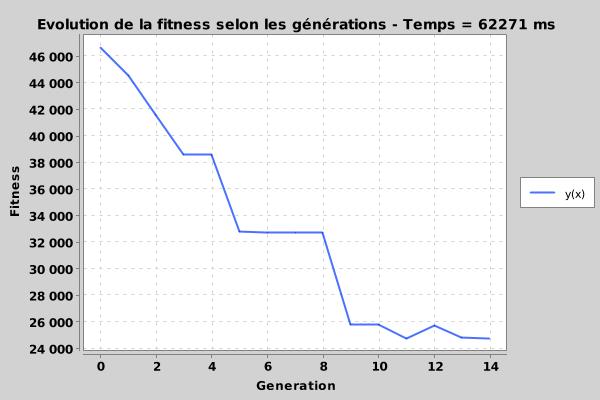 Evolution de la fitness selon les générations - Temps = 62271 ms
46 000
44 000
42 000
40 000
38 000
36 000
34 000
32 000
30 000
28 000
26 000
24 000
Fitness
0 2 4 6 8 10 12 14
Generation
y(x)